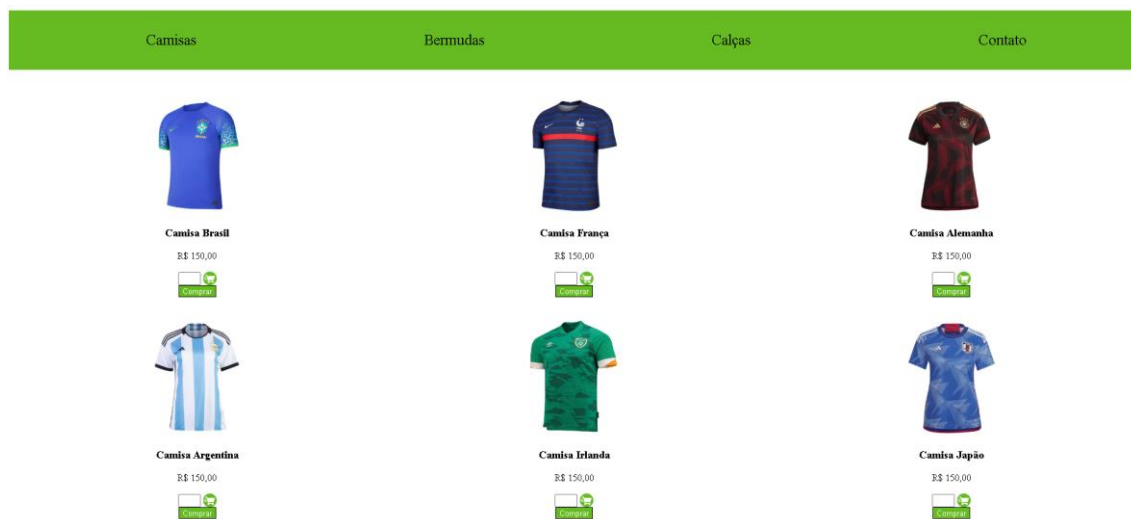 Camisas Bermudas Calças Contato
Camisa Brasil Camisa França Camisa Alemanha
R$ 150,00 R$ 150,00 R$ 150,00
Comprar Comprar Comprar
Camisa Argentina Camisa Irlanda Camisa Japão
R$ 150,00 R$ 150,00 R$ 150,00
Comprar Comprar Comprar